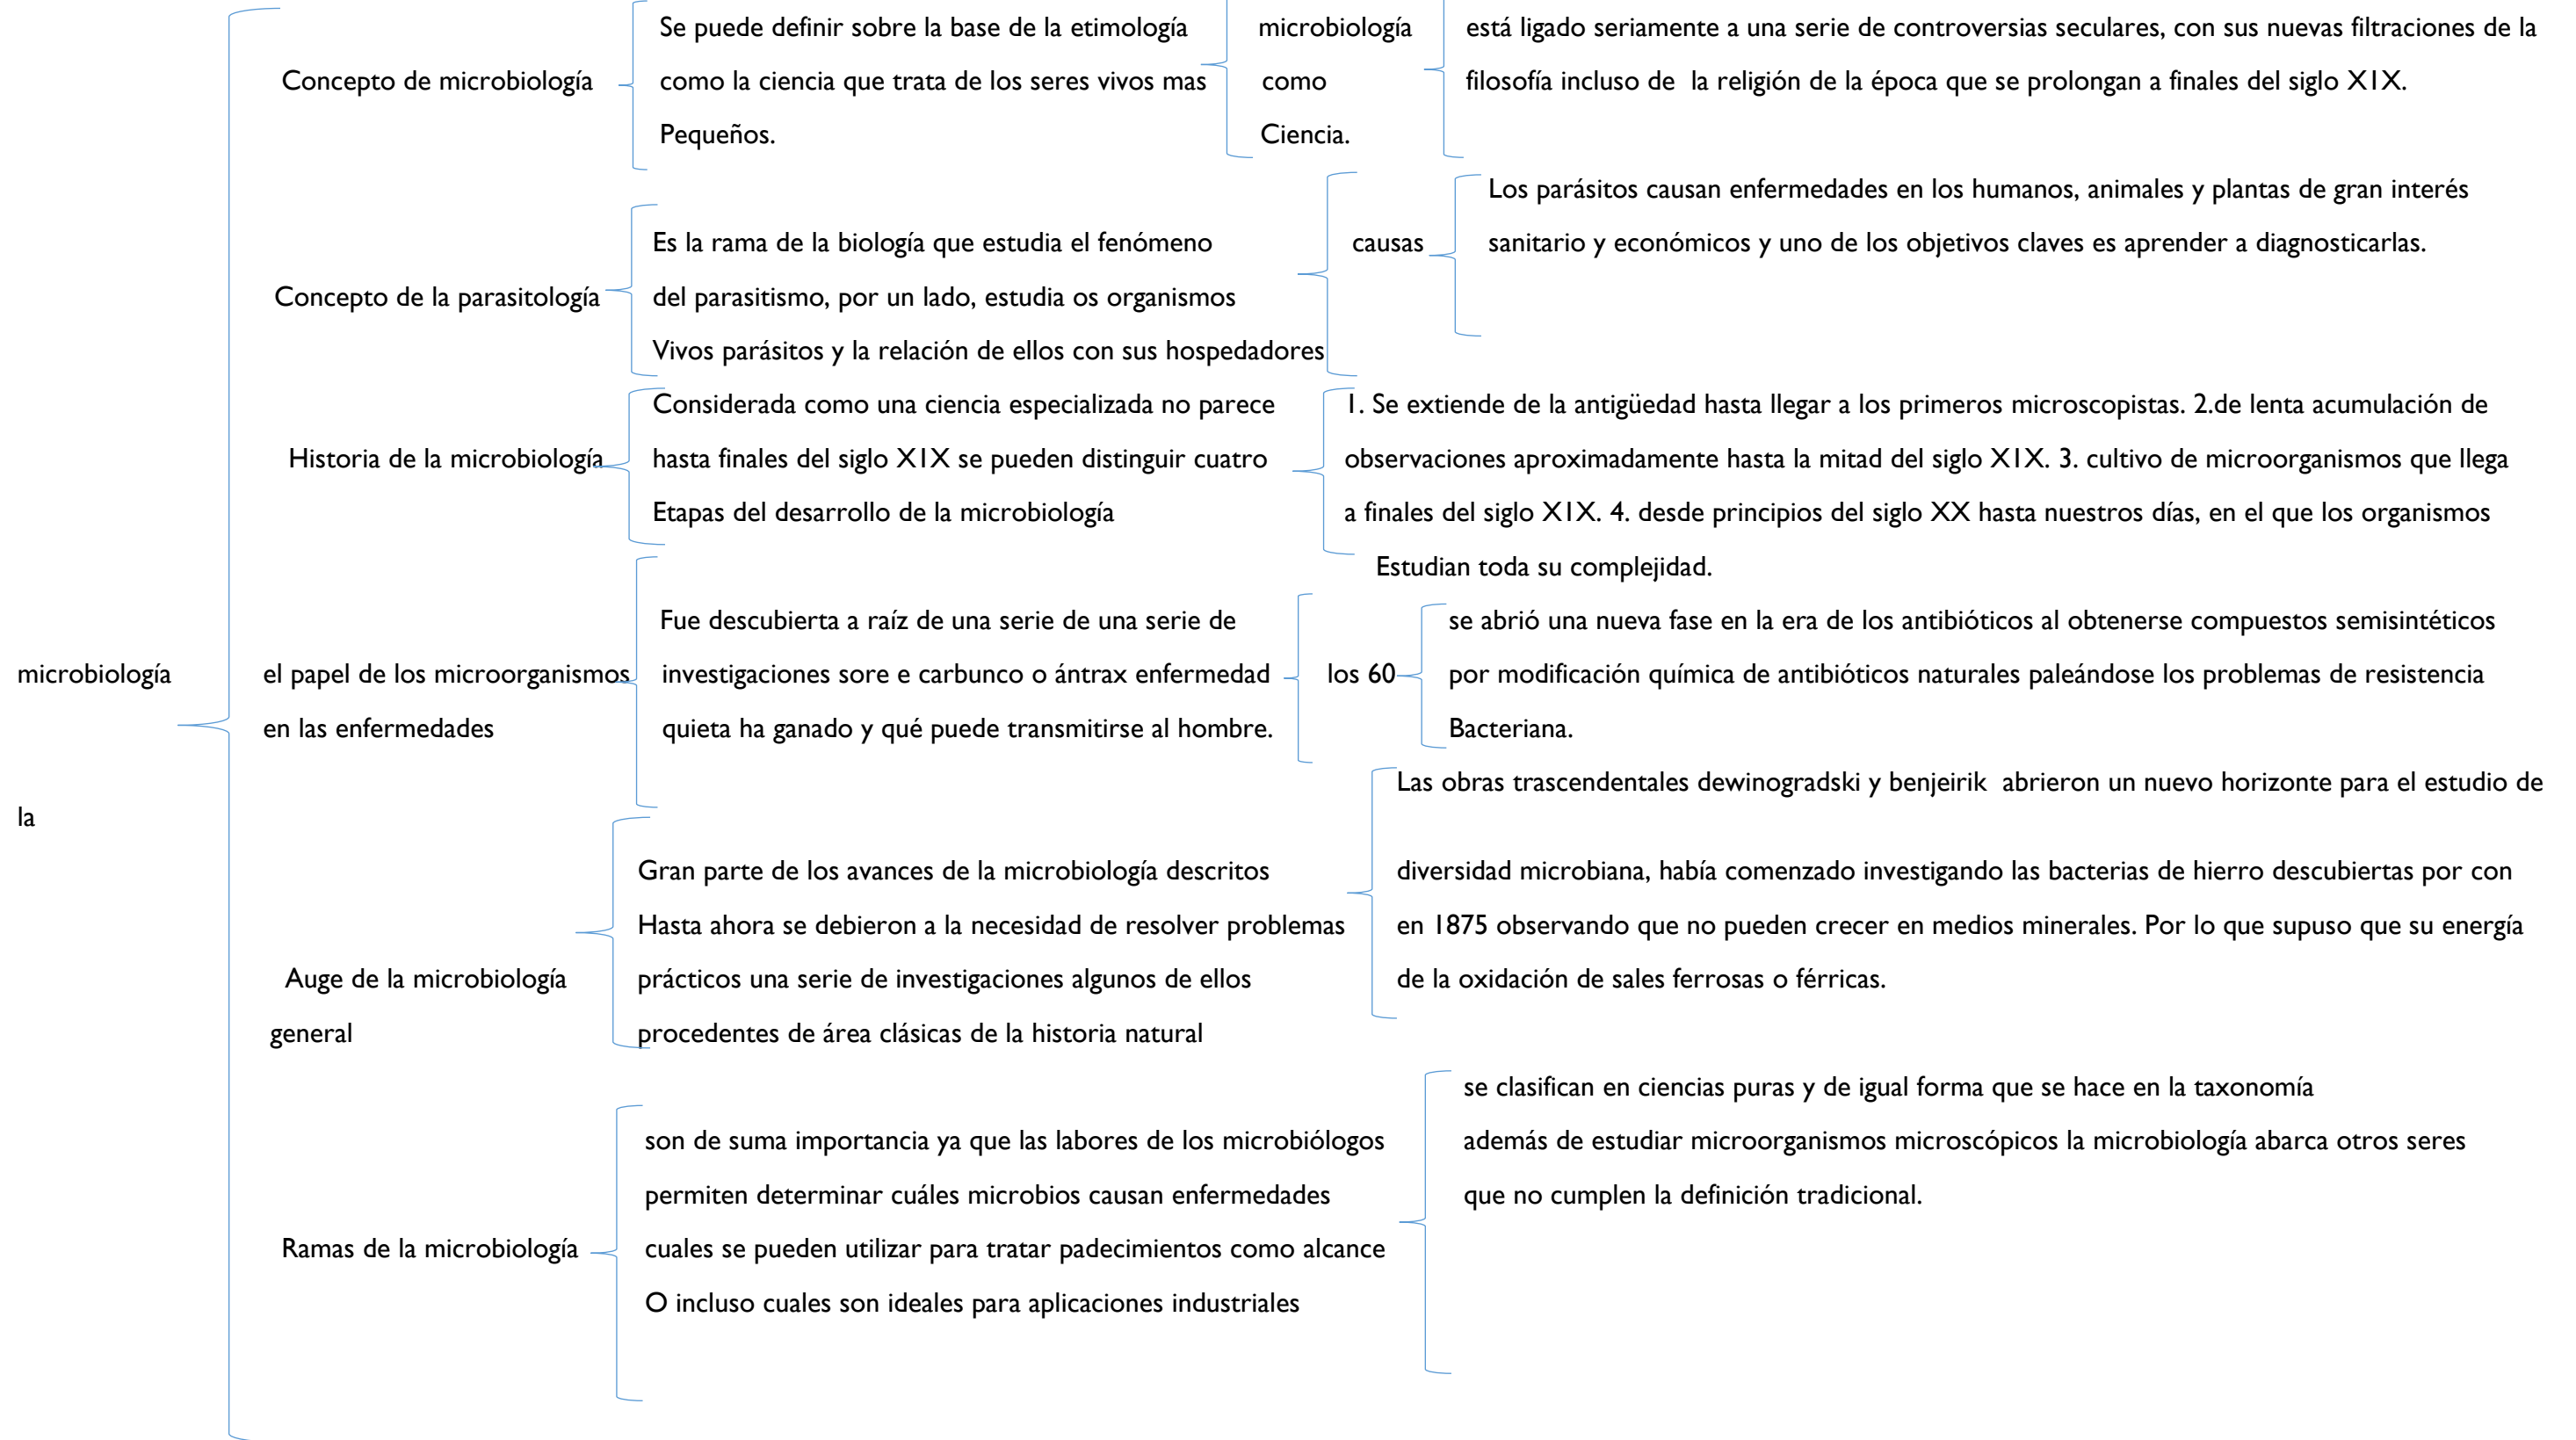 Concepto de microbiología
Se puede definir sobre la base de la etimología
como la ciencia que trata de los seres vivos mas
Pequeños.
microbiología
como
Ciencia.
está ligado seriamente a una serie de controversias seculares, con sus nuevas filtraciones de la
filosofía incluso de  la religión de la época que se prolongan a finales del siglo XIX.
Concepto de la parasitología
Es la rama de la biología que estudia el fenómeno
del parasitismo, por un lado, estudia os organismos
Vivos parásitos y la relación de ellos con sus hospedadores
causas
Los parásitos causan enfermedades en los humanos, animales y plantas de gran interés
sanitario y económicos y uno de los objetivos claves es aprender a diagnosticarlas.
Historia de la microbiología
Considerada como una ciencia especializada no parece
hasta finales del siglo XIX se pueden distinguir cuatro
Etapas del desarrollo de la microbiología
1. Se extiende de la antigüedad hasta llegar a los primeros microscopistas. 2.de lenta acumulación de
observaciones aproximadamente hasta la mitad del siglo XIX. 3. cultivo de microorganismos que llega
a finales del siglo XIX. 4. desde principios del siglo XX hasta nuestros días, en el que los organismos
Estudian toda su complejidad.
microbiología
el papel de los microorganismos
en las enfermedades
Fue descubierta a raíz de una serie de una serie de
investigaciones sore e carbunco o ántrax enfermedad
quieta ha ganado y qué puede transmitirse al hombre.
los 60
se abrió una nueva fase en la era de los antibióticos al obtenerse compuestos semisintéticos
por modificación química de antibióticos naturales paleándose los problemas de resistencia
Bacteriana.
la
Auge de la microbiología
general
Gran parte de los avances de la microbiología descritos
Hasta ahora se debieron a la necesidad de resolver problemas
prácticos una serie de investigaciones algunos de ellos
procedentes de área clásicas de la historia natural
Las obras trascendentales dewinogradski y benjeirik  abrieron un nuevo horizonte para el estudio de
diversidad microbiana, había comenzado investigando las bacterias de hierro descubiertas por con
en 1875 observando que no pueden crecer en medios minerales. Por lo que supuso que su energía
de la oxidación de sales ferrosas o férricas.
Ramas de la microbiología
son de suma importancia ya que las labores de los microbiólogos
permiten determinar cuáles microbios causan enfermedades
cuales se pueden utilizar para tratar padecimientos como alcance
O incluso cuales son ideales para aplicaciones industriales
se clasifican en ciencias puras y de igual forma que se hace en la taxonomía
además de estudiar microorganismos microscópicos la microbiología abarca otros seres
que no cumplen la definición tradicional.